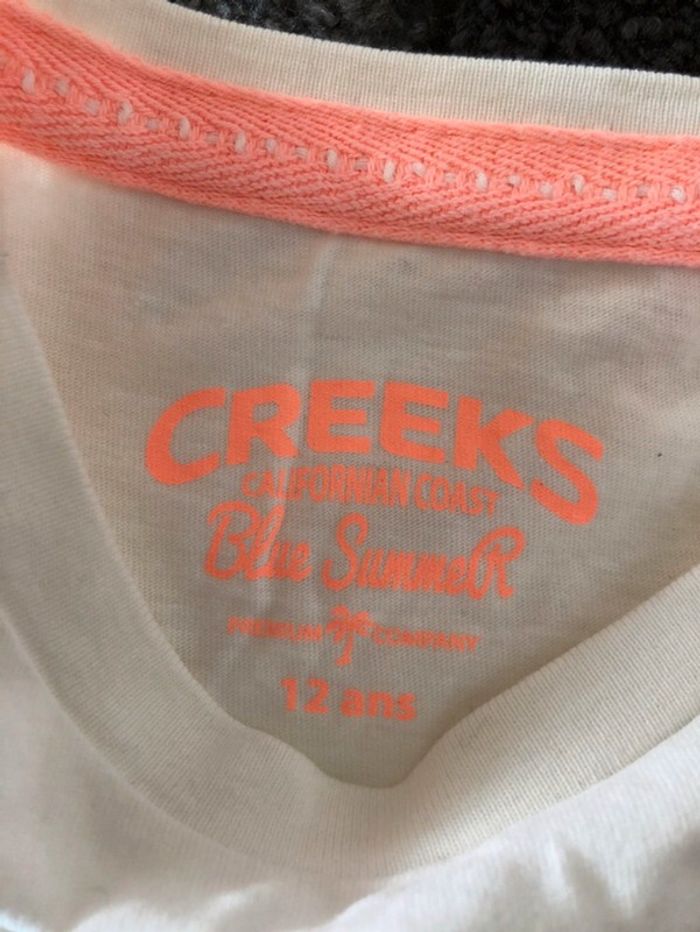 CREEKS
CALIFORNIAN COAST
Blue SummeR
PREMIUM COMPANY
12 ans